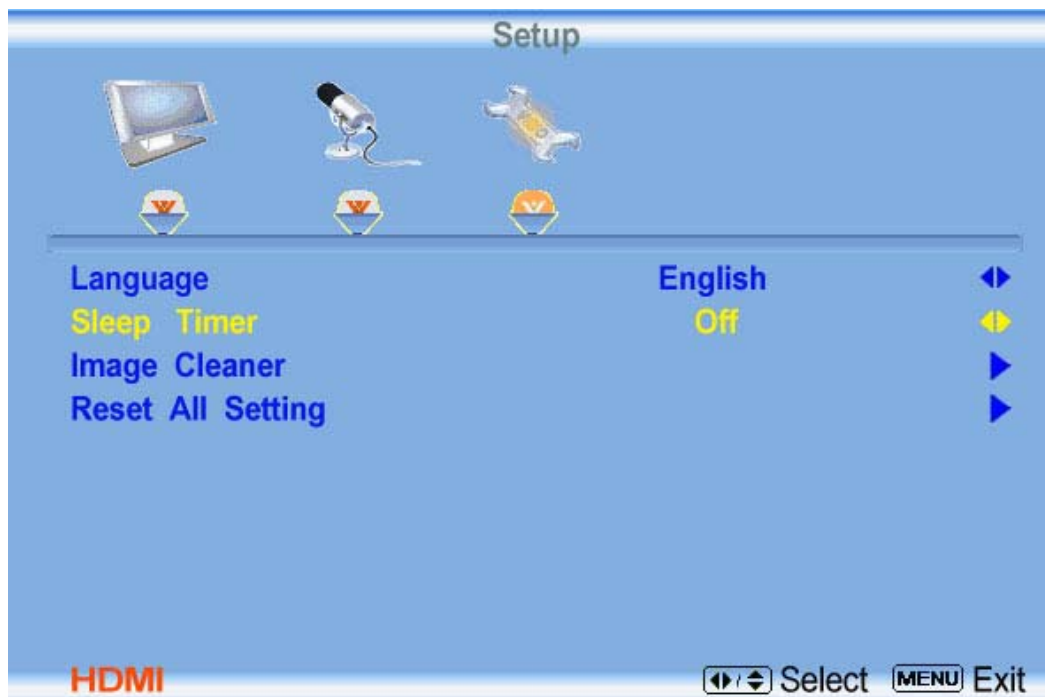 Setup
Language English
Sleep Timer Off
Image Cleaner
Reset All Setting
HDMI Select MENU Exit